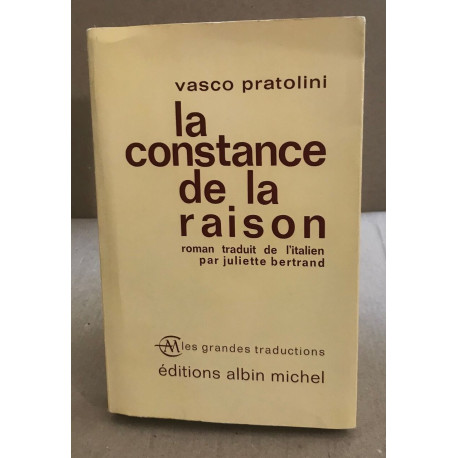 vasco pratolini
la
constance
de la
raison
roman traduit de l'italien
par juliette bertrand
les grandes traductions
éditions albin michel